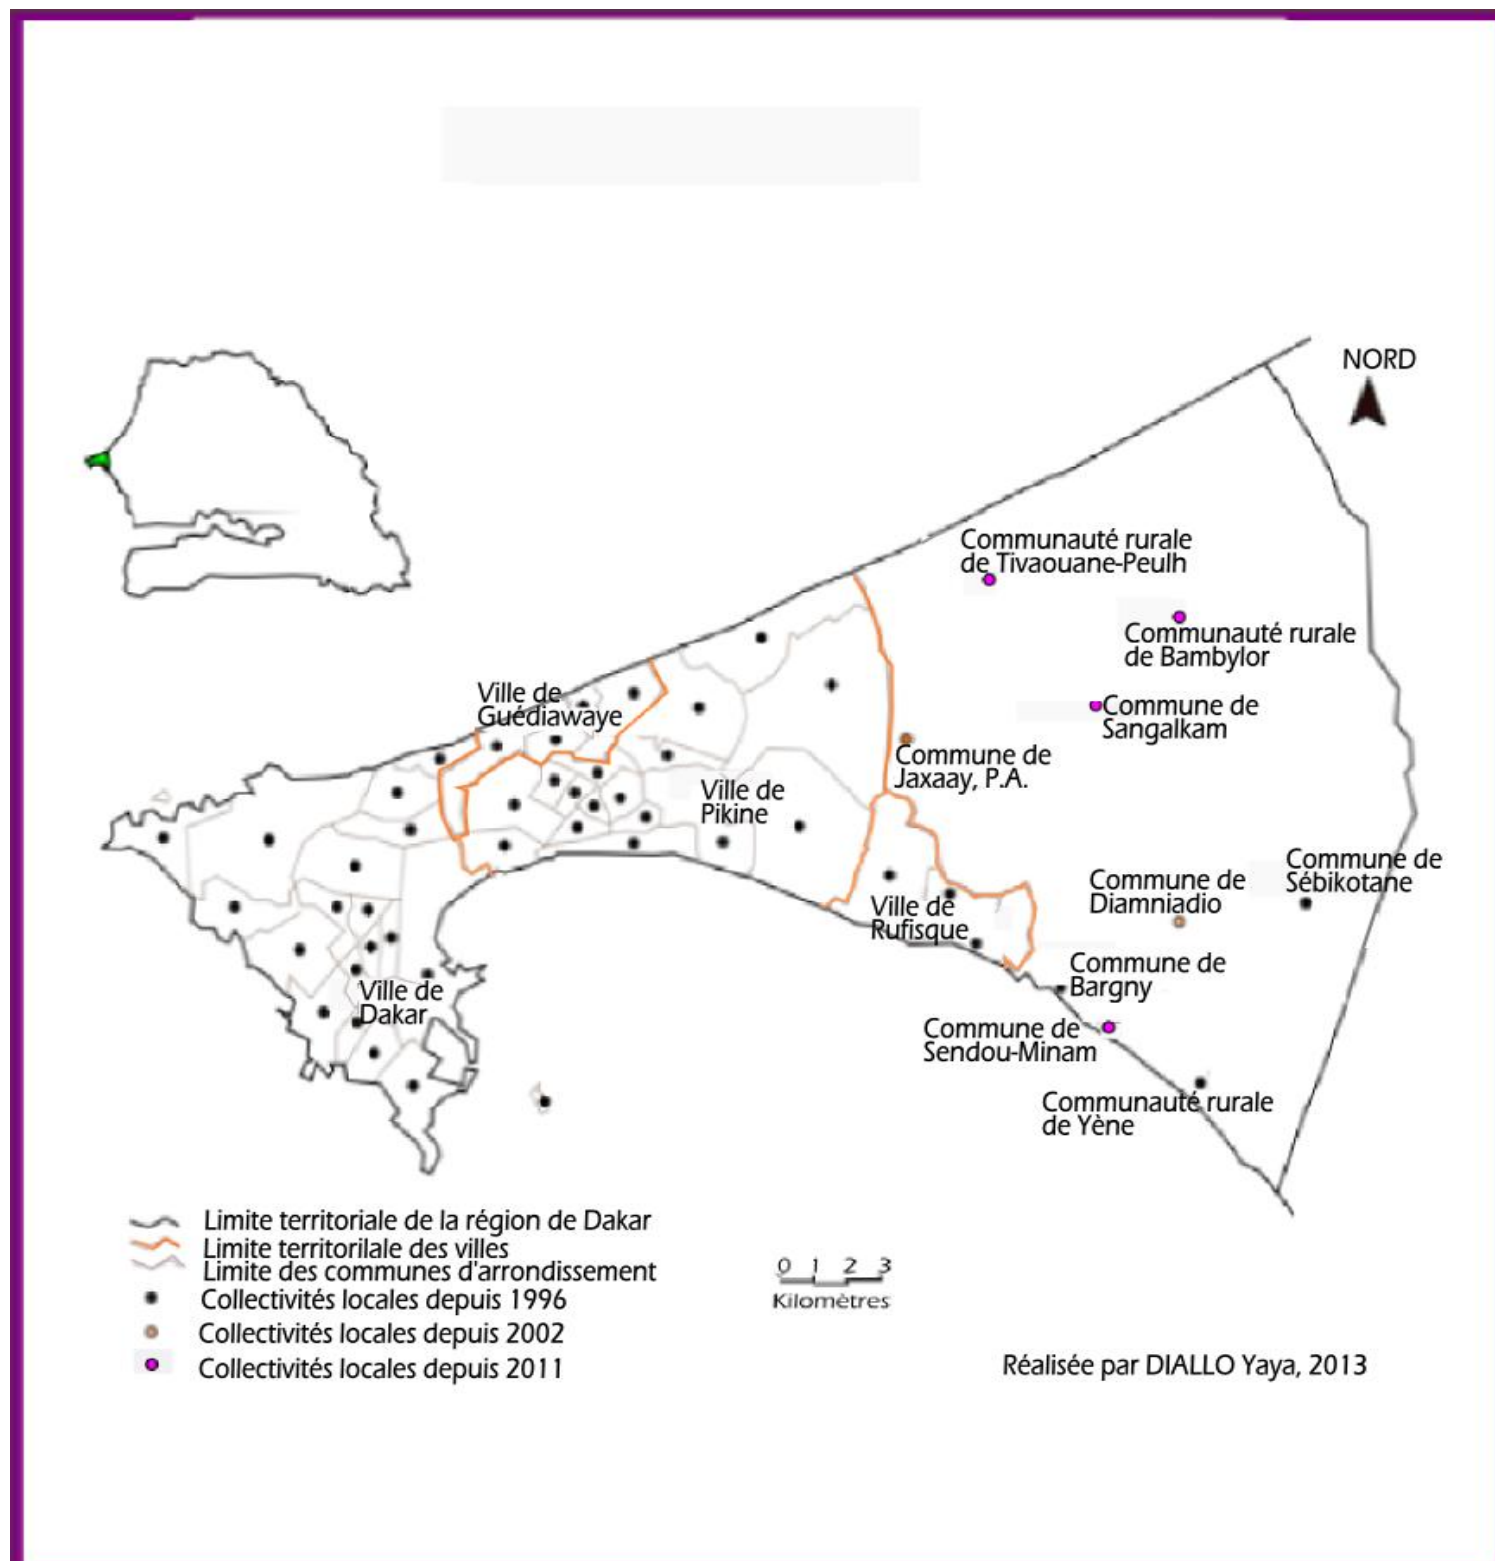 NORD
Communauté rurale
de Tivaouane-Peulh
Communauté rurale
de Bambylor
Ville de
Guédiawaye
Commune de
Sangalkam
Commune de
Jaxaay, P.A.
Ville de
Pikine
Commune de
Sébikotane
Commune de
Diamniadio
Ville de
Rufisque
Commune de
Bargny
Ville de
Dakar
Commune de
Sendou-Minam
Communauté rurale
de Yène
Limite territoriale de la région de Dakar
Limite territorilale des villes
Limite des communes d'arrondissement
Collectivités locales depuis 1996
Collectivités locales depuis 2002
Collectivités locales depuis 2011
0 1 2 3
Kilomètres
Réalisée par DIALLO Yaya, 2013